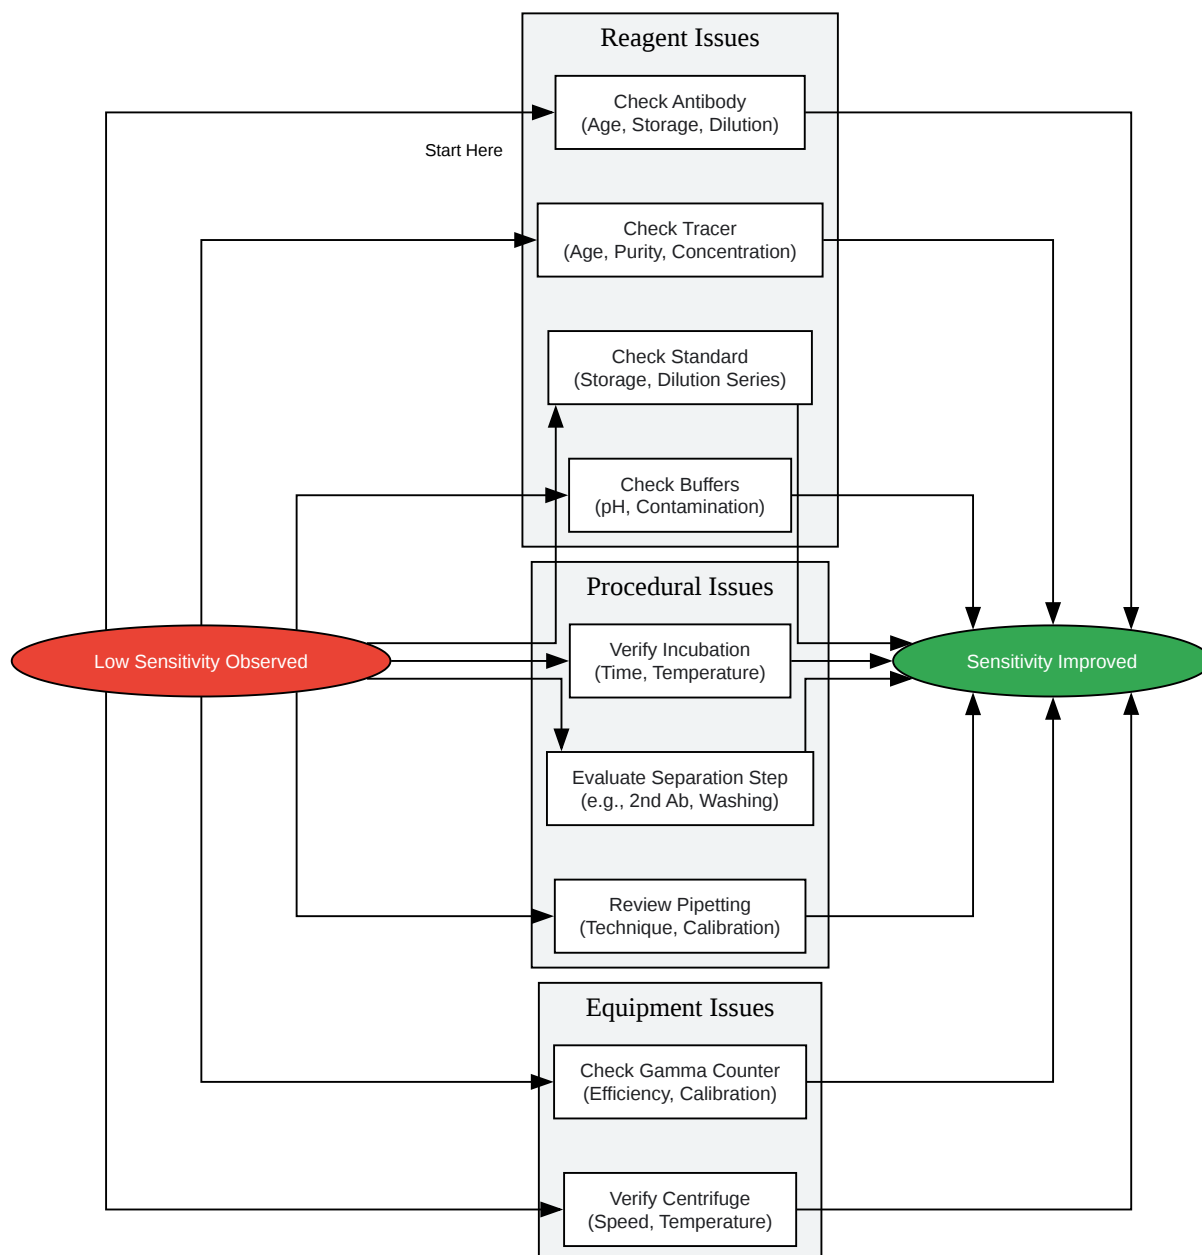 Reagent Issues
Check Antibody
(Age, Storage, Dilution)
Start Here
Check Tracer
(Age, Purity, Concentration)
Check Standard
(Storage, Dilution Series)
Check Buffers
(pH, Contamination)
Procedural Issues
Low Sensitivity Observed
Verify Incubation
(Time, Temperature)
Sensitivity Improved
Evaluate Separation Step
(e.g., 2nd Ab, Washing)
Review Pipetting
(Technique, Calibration)
Equipment Issues
Check Gamma Counter
(Efficiency, Calibration)
Verify Centrifuge
(Speed, Temperature)